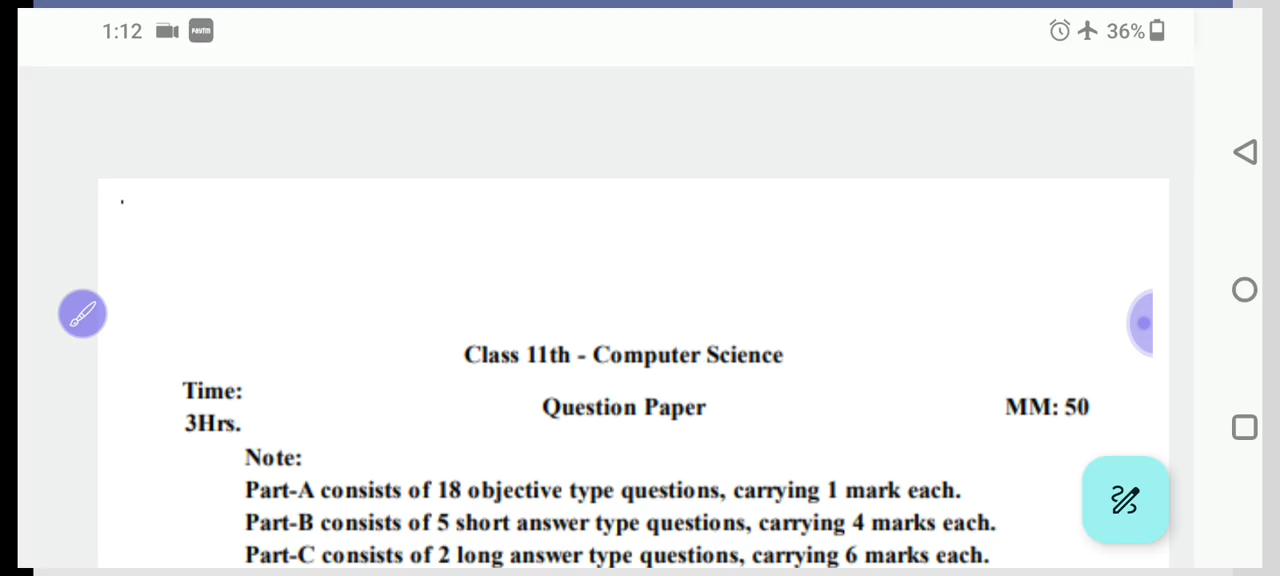 1:12 Paytm 36%
Class 11th - Computer Science
Time:
3Hrs.
Question Paper
MM: 50
Note:
Part-A consists of 18 objective type questions, carrying 1 mark each.
Part-B consists of 5 short answer type questions, carrying 4 marks each.
Part-C consists of 2 long answer type questions, carrying 6 marks each.